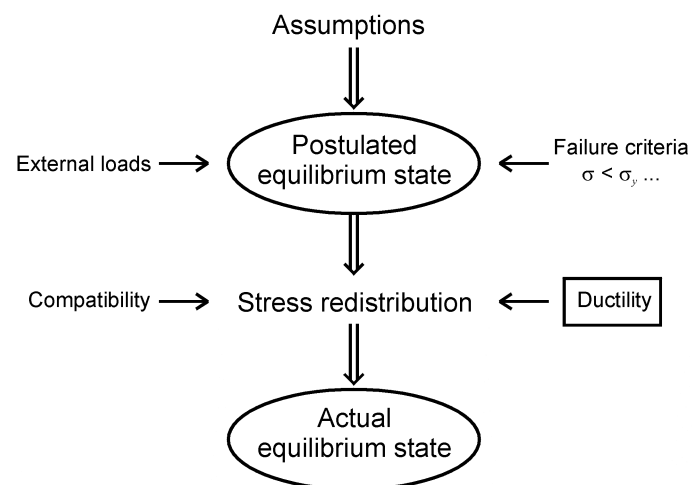 Assumptions
Postulated
equilibrium state
External loads
Failure criteria
σ < σy ...
Compatibility
Stress redistribution
Ductility
Actual
equilibrium state